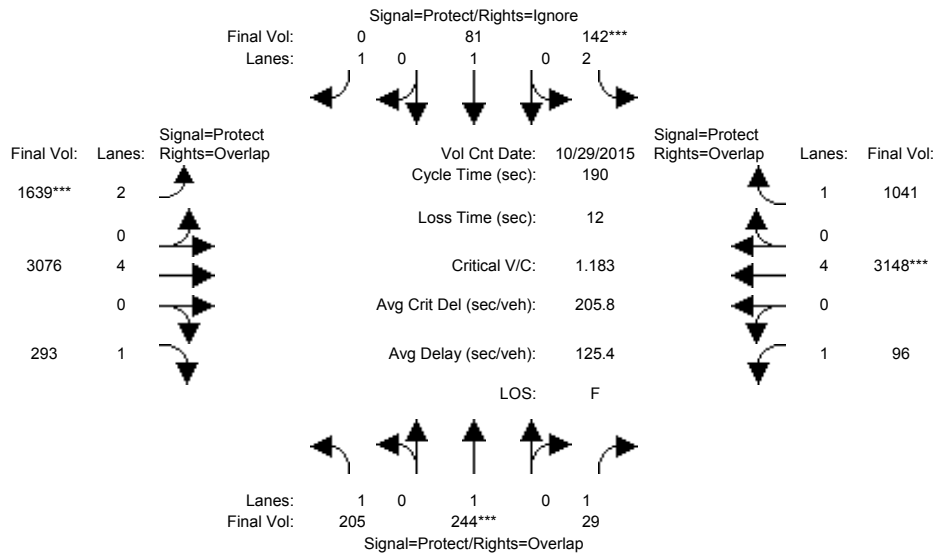 Signal=Protect/Rights=Ignore
Final Vol: 0 81 142***
Lanes: 1 0 1 0 2
Signal=Protect Signal=Protect
Final Vol: Lanes: Rights=Overlap Vol Cnt Date: 10/29/2015 Rights=Overlap Lanes: Final Vol:
Cycle Time (sec): 190
1639*** 2 1 1041
Loss Time (sec): 12
0 0
3076 4 Critical V/C: 1.183 4 3148***
0 Avg Crit Del (sec/veh): 205.8 0
293 1 Avg Delay (sec/veh): 125.4 1 96
LOS: F
Lanes: 1 0 1 0 1
Final Vol: 205 244*** 29
Signal=Protect/Rights=Overlap